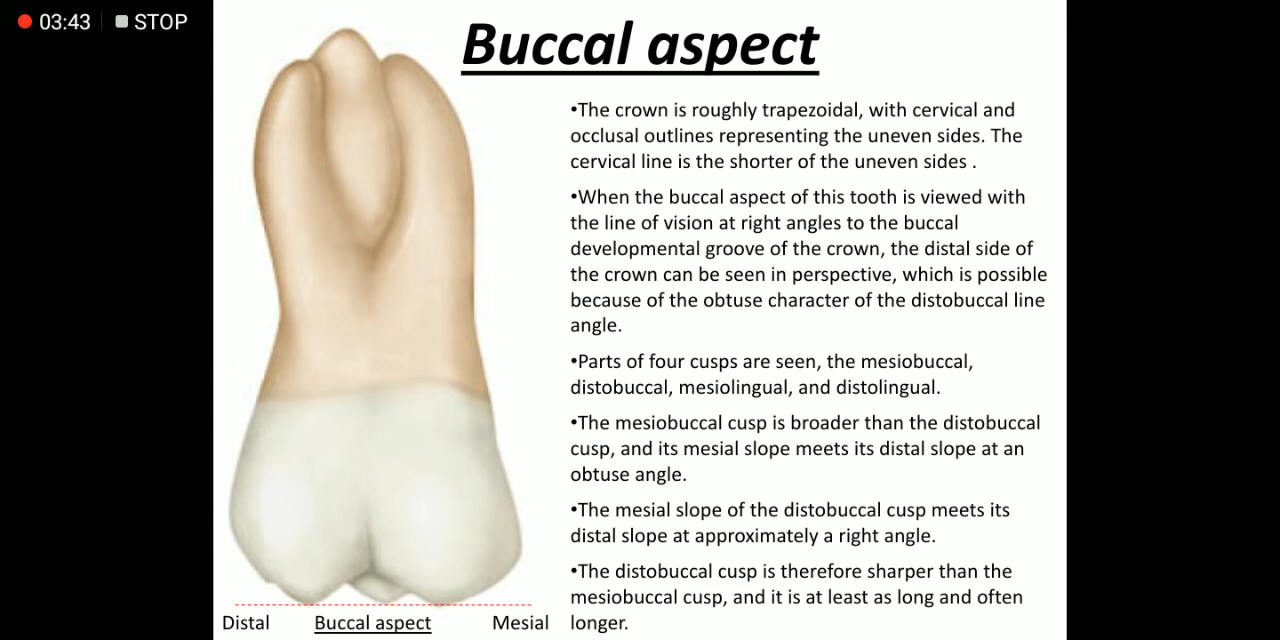 03:43 STOP
Buccal aspect
•The crown is roughly trapezoidal, with cervical and
occlusal outlines representing the uneven sides. The
cervical line is the shorter of the uneven sides .
•When the buccal aspect of this tooth is viewed with
the line of vision at right angles to the buccal
developmental groove of the crown, the distal side of
the crown can be seen in perspective, which is possible
because of the obtuse character of the distobuccal line
angle.
•Parts of four cusps are seen, the mesiobuccal,
distobuccal, mesiolingual, and distolingual.
•The mesiobuccal cusp is broader than the distobuccal
cusp, and its mesial slope meets its distal slope at an
obtuse angle.
•The mesial slope of the distobuccal cusp meets its
distal slope at approximately a right angle.
•The distobuccal cusp is therefore sharper than the
mesiobuccal cusp, and it is at least as long and often
longer.
Distal Buccal aspect Mesial